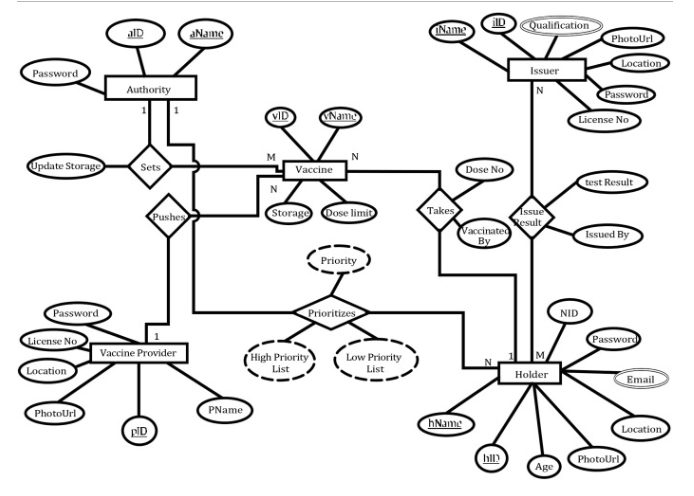 aID
aName
Password
Authority
1
1
iName
iID
Qualification
PhotoUrl
Location
Password
License No
Issuer
N
Update Storage
Sets
M
vID
vName
Vaccine
N
N
Storage
Dose limit
Pushes
Dose No
Takes
Vaccinated
By
test Result
Issue
Result
Issued By
Priority
Prioritizes
High Priority
List
Low Priority
List
Password
License No
Location
Vaccine Provider
1
PhotoUrl
pID
PName
NID
Password
Email
N
1
M
Holder
hName
hID
Age
PhotoUrl
Location